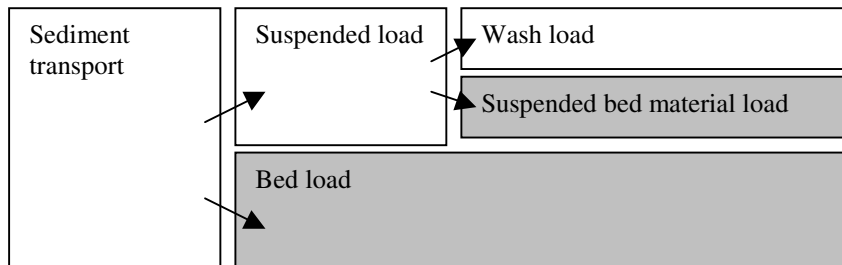 Sediment
transport
Suspended load
Wash load
Suspended bed material load
Bed load